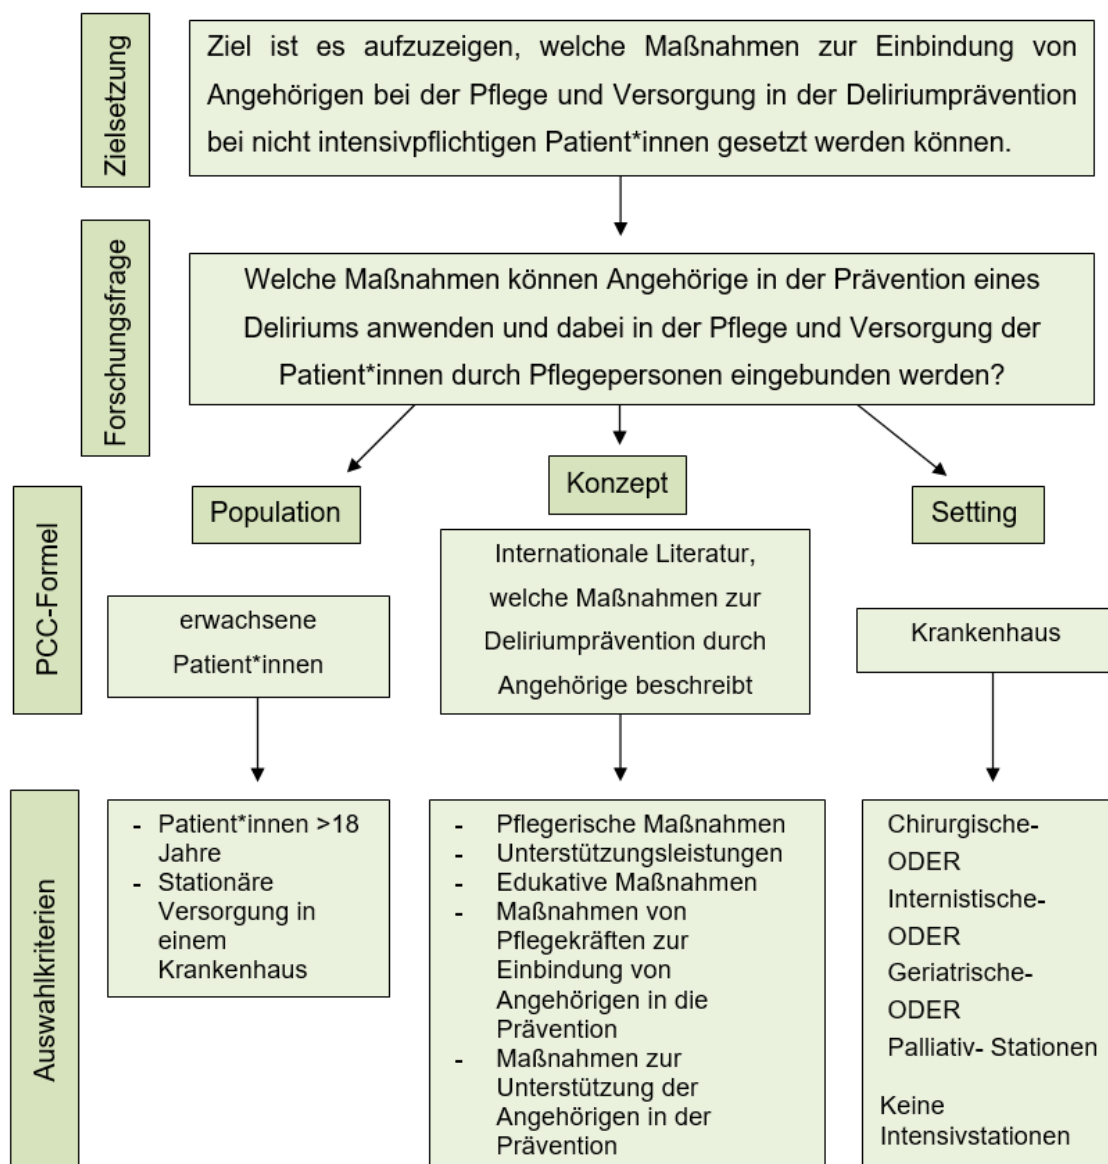 Zielsetzung
Ziel ist es aufzuzeigen, welche Maßnahmen zur Einbindung von
Angehörigen bei der Pflege und Versorgung in der Deliriumprävention
bei nicht intensivpflichtigen Patient*innen gesetzt werden können.
Forschungsfrage
Welche Maßnahmen können Angehörige in der Prävention eines
Deliriums anwenden und dabei in der Pflege und Versorgung der
Patient*innen durch Pflegepersonen eingebunden werden?
PCC-Formel
Population
erwachsene
Patient*innen
Konzept
Internationale Literatur,
welche Maßnahmen zur
Deliriumprävention durch
Angehörige beschreibt
Setting
Krankenhaus
Auswahlkriterien
- Patient*innen >18
Jahre
- Stationäre
Versorgung in
einem
Krankenhaus
- Pflegerische Maßnahmen
- Unterstützungsleistungen
- Edukative Maßnahmen
- Maßnahmen von
Pflegekräften zur
Einbindung von
Angehörigen in die
Prävention
- Maßnahmen zur
Unterstützung der
Angehörigen in der
Prävention
Chirurgische-
ODER
Internistische-
ODER
Geriatrische-
ODER
Palliativ- Stationen
Keine
Intensivstationen